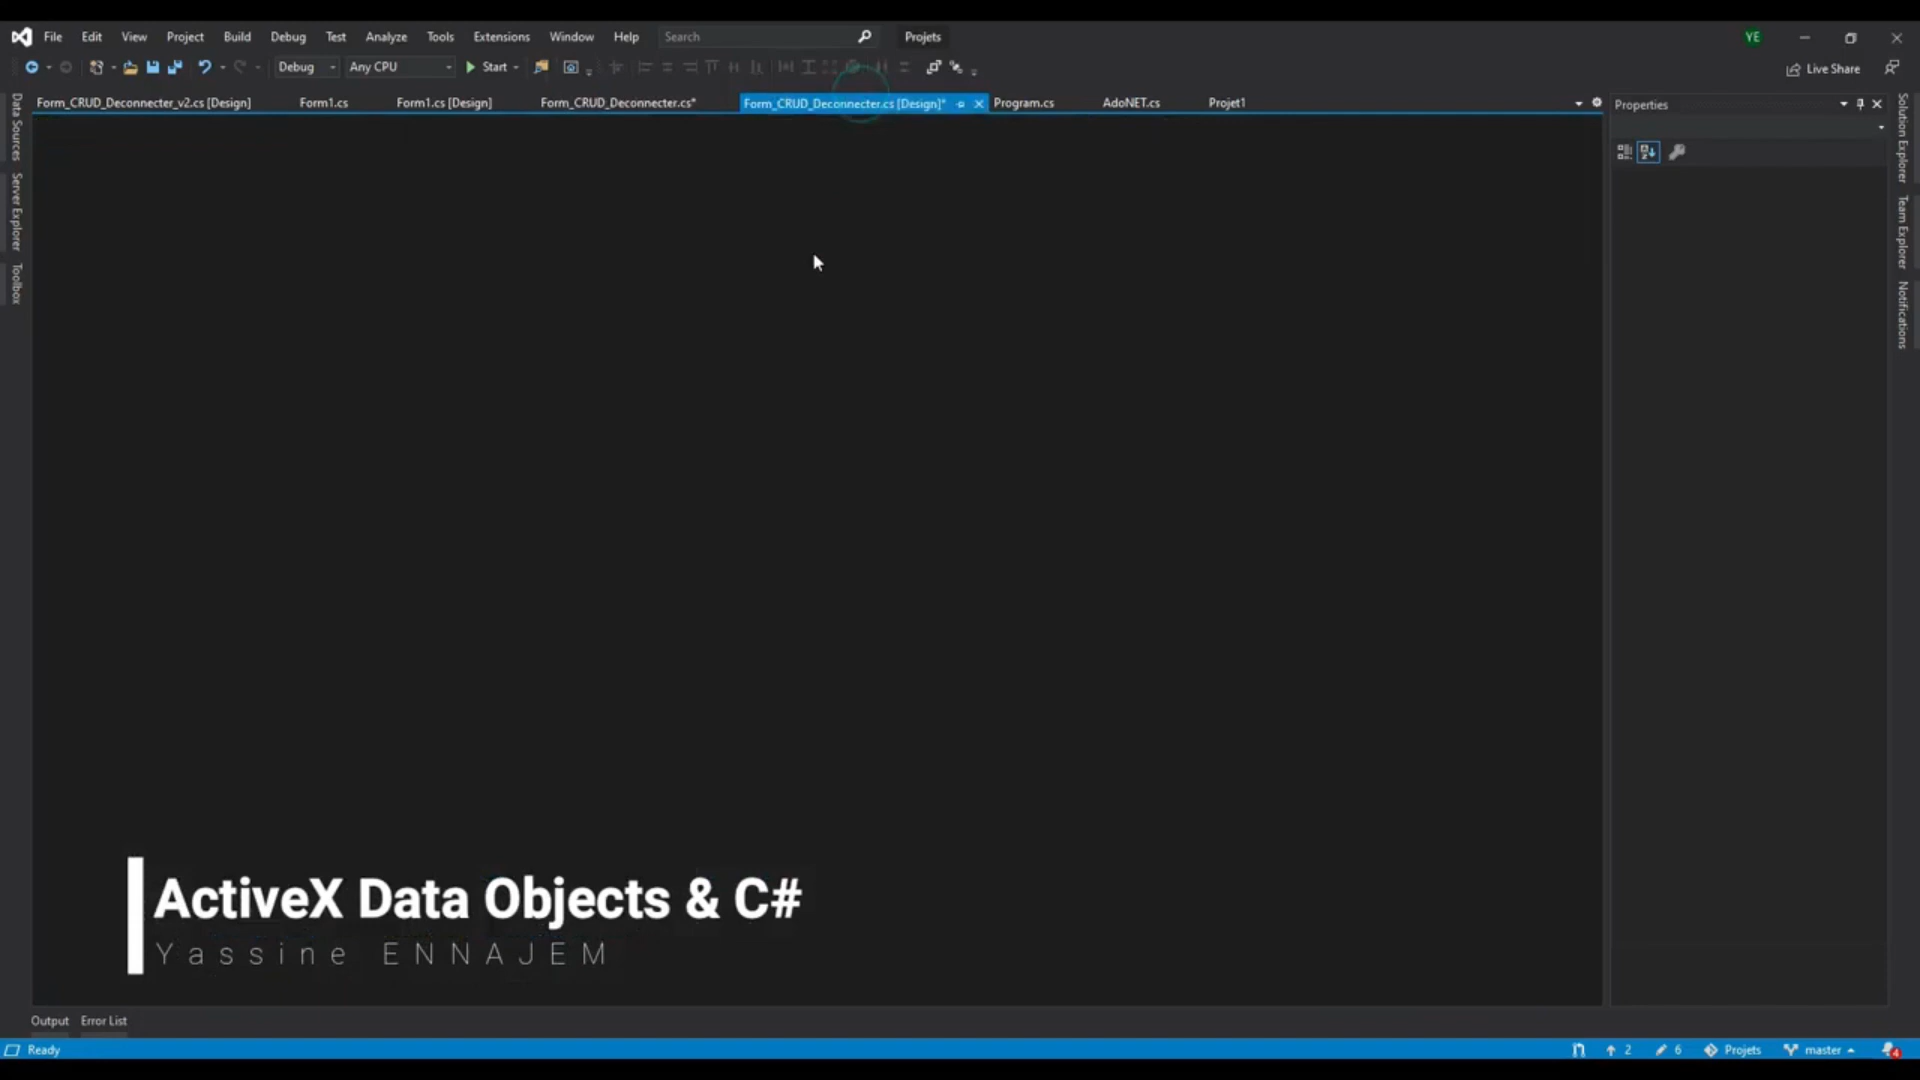 File Edit View Project Build Debug Test Analyze Tools Extensions Window Help Search Projets YE
Debug Any CPU Start Live Share
Form_CRUD_Deconnecter_v2.cs [Design] Form1.cs Form1.cs [Design] Form_CRUD_Deconnecter.cs* Form_CRUD_Deconnecter.cs [Design]* Program.cs AdoNET.cs Projet1
Properties
Data Sources
Server Explorer
Toolbox
Solution Explorer
Team Explorer
Notifications
ActiveX Data Objects & C#
Yassine ENNAJEM
Output Error List
Ready 2 6 Projets master 4